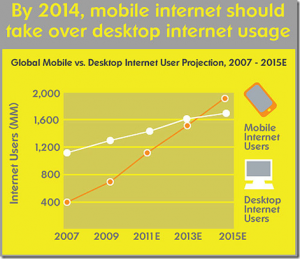 By 2014, mobile internet should
take over desktop internet usage
Global Mobile vs. Desktop Internet User Projection, 2007 - 2015E
Internet Users (MM)
2,000
1,600
1,200
800
400
2007
2009
2011E
2013E
2015E
Mobile
Internet
Users
Desktop
Internet
Users